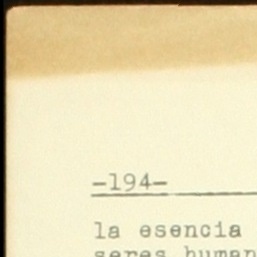 -194-
la esencia
seres human